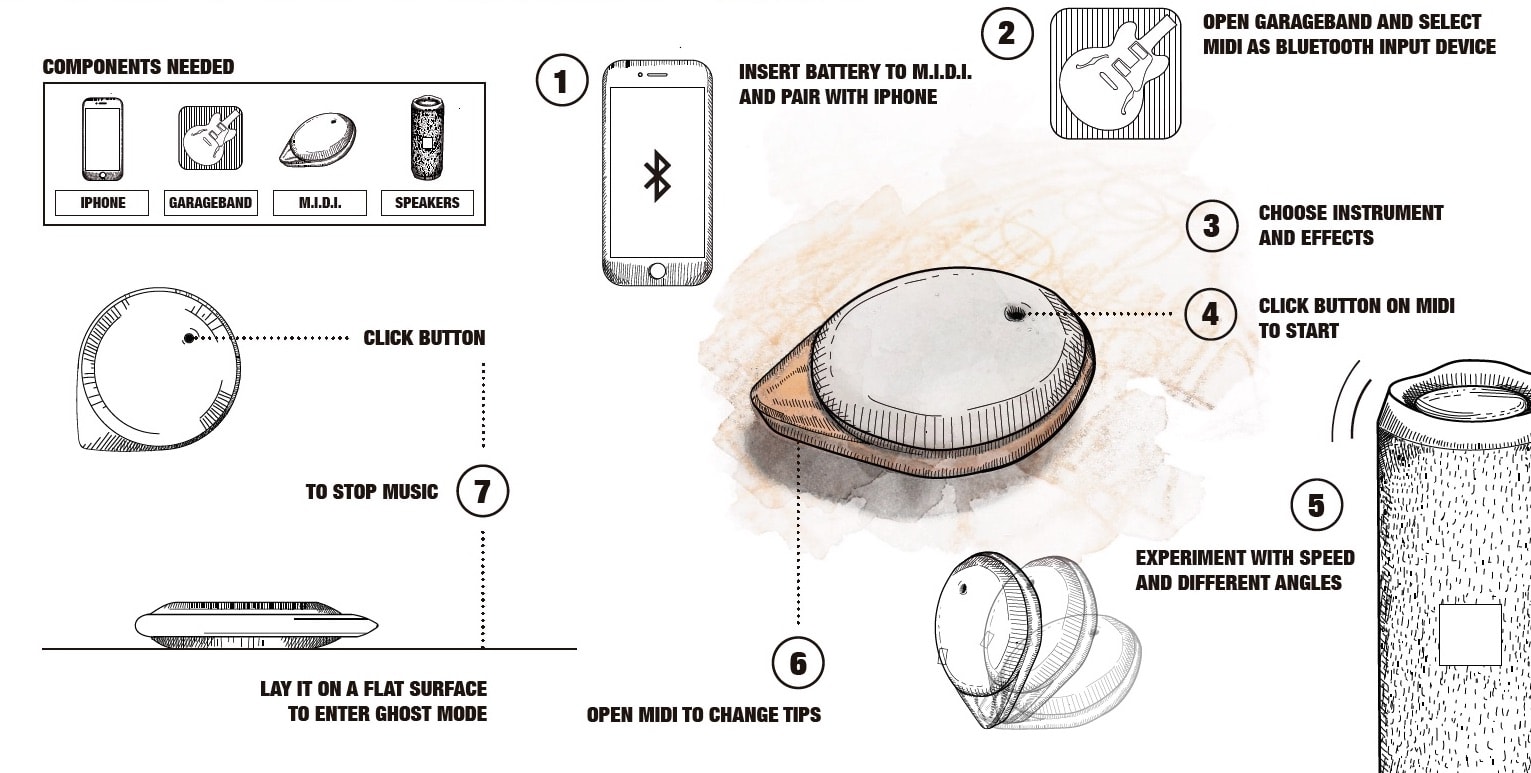 COMPONENTS NEEDED
IPHONE
GARAGEBAND
M.I.D.I.
SPEAKERS
1
INSERT BATTERY TO M.I.D.I.
AND PAIR WITH IPHONE
2
OPEN GARAGEBAND AND SELECT
MIDI AS BLUETOOTH INPUT DEVICE
3
CHOOSE INSTRUMENT
AND EFFECTS
4
CLICK BUTTON ON MIDI
TO START
5
EXPERIMENT WITH SPEED
AND DIFFERENT ANGLES
6
OPEN MIDI TO CHANGE TIPS
CLICK BUTTON
TO STOP MUSIC
7
LAY IT ON A FLAT SURFACE
TO ENTER GHOST MODE